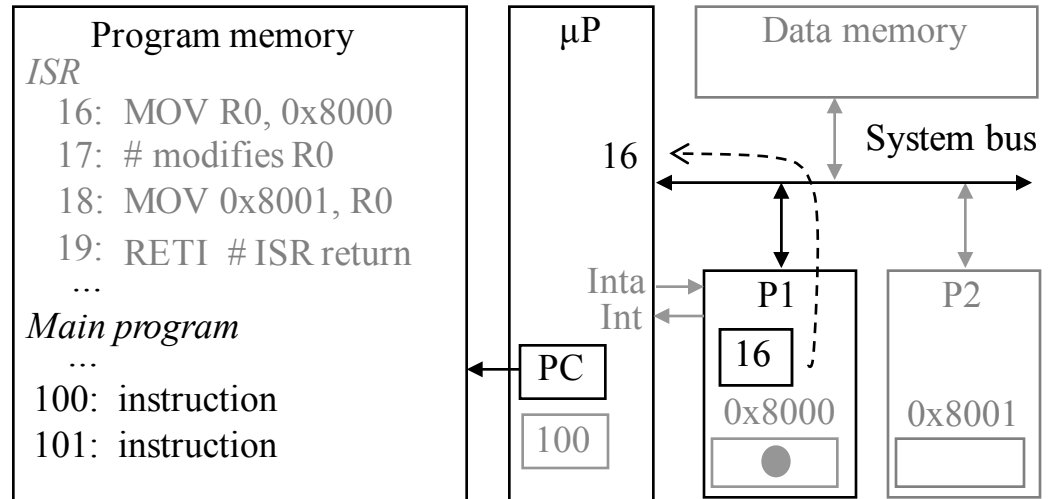 Program memory
ISR
16: MOV R0, 0x8000
17: # modifies R0
18: MOV 0x8001, R0
19: RETI # ISR return
...
Main program
...
100: instruction
101: instruction
µP
16
Inta
Int
PC
100
Data memory
System bus
P1
16
0x8000
P2
0x8001